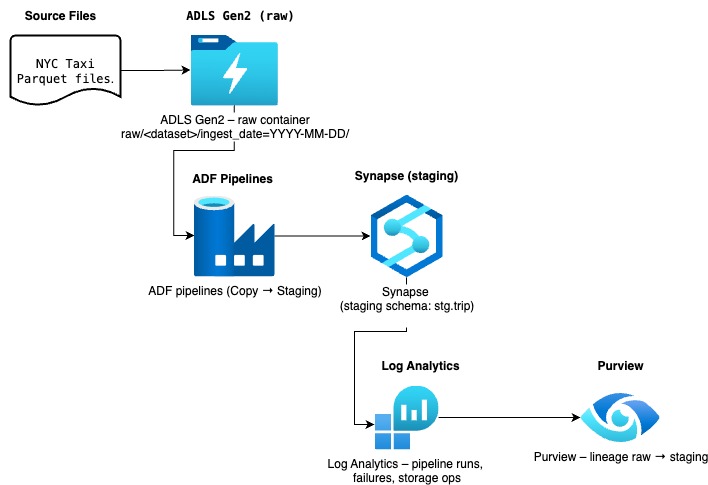 Source Files
ADLS Gen2 (raw)
NYC Taxi
Parquet files.
ADLS Gen2 – raw container
raw/<dataset>/ingest_date=YYYY-MM-DD/
ADF Pipelines
Synapse (staging)
ADF pipelines (Copy → Staging)
Synapse
(staging schema: stg.trip)
Log Analytics
Purview
Log Analytics – pipeline runs,
failures, storage ops
Purview – lineage raw → staging